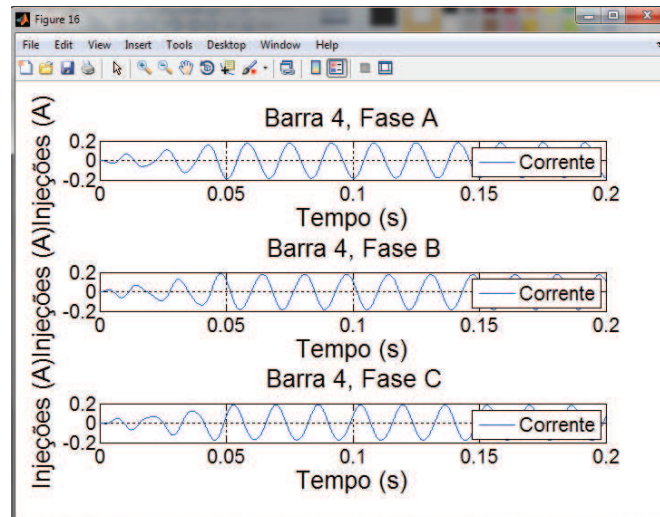 Figure 16
File Edit View Insert Tools Desktop Window Help
Barra 4, Fase A
Injeções (A)
0.2
0
-0.2
Corrente
0 0.05 0.1 0.15 0.2
Tempo (s)
Barra 4, Fase B
Injeções (A)
0.2
0
-0.2
Corrente
0 0.05 0.1 0.15 0.2
Tempo (s)
Barra 4, Fase C
Injeções (A)
0.2
0
-0.2
Corrente
0 0.05 0.1 0.15 0.2
Tempo (s)